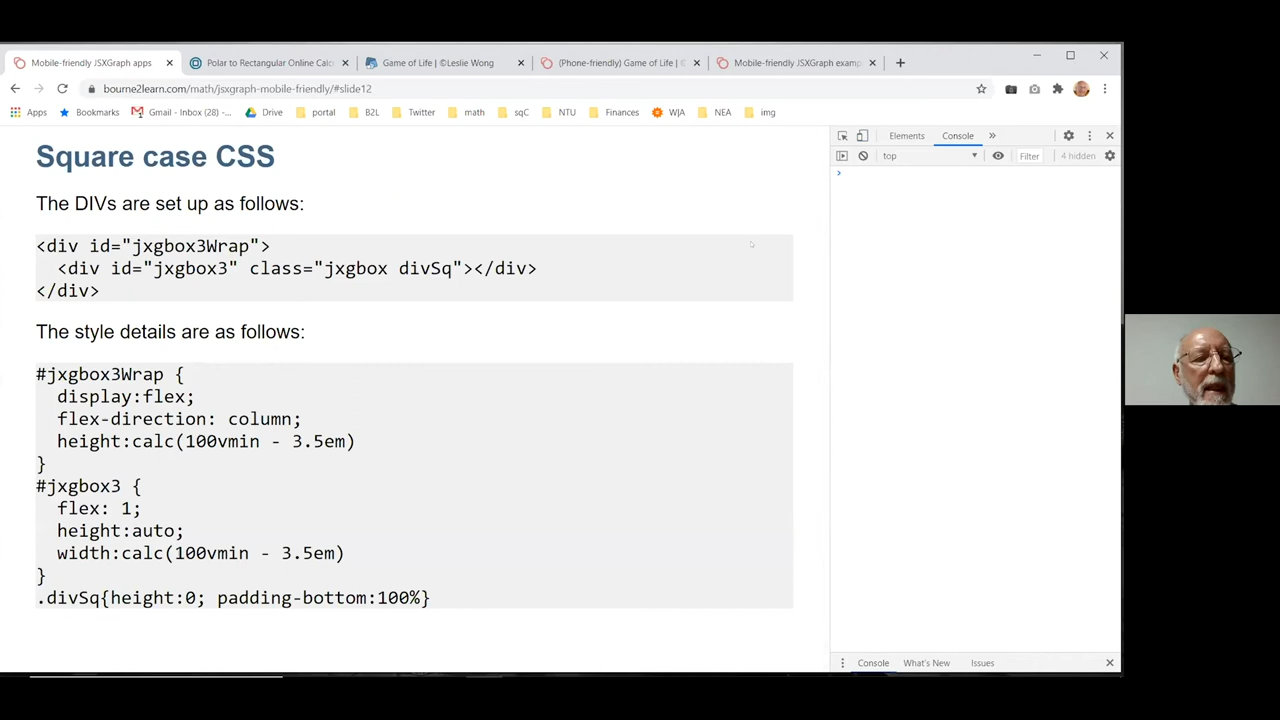 Mobile-friendly JSXGraph apps
Polar to Rectangular Online Calc
Game of Life | ©Leslie Wong
(Phone-friendly) Game of Life | ©
Mobile-friendly JSXGraph examp
bourne2learn.com/math/jsxgraph-mobile-friendly/#slide12
Apps Bookmarks Gmail - Inbox (28) -... Drive portal B2L Twitter math sqC NTU Finances WIA NEA img
Elements Console
top Filter 4 hidden
Square case CSS
The DIVs are set up as follows:
<div id="jxgbox3Wrap">
  <div id="jxgbox3" class="jxgbox divSq"></div>
</div>
The style details are as follows:
#jxgbox3Wrap {
  display:flex;
  flex-direction: column;
  height:calc(100vmin - 3.5em)
}
#jxgbox3 {
  flex: 1;
  height:auto;
  width:calc(100vmin - 3.5em)
}
.divSq{height:0; padding-bottom:100%}
Console What's New Issues